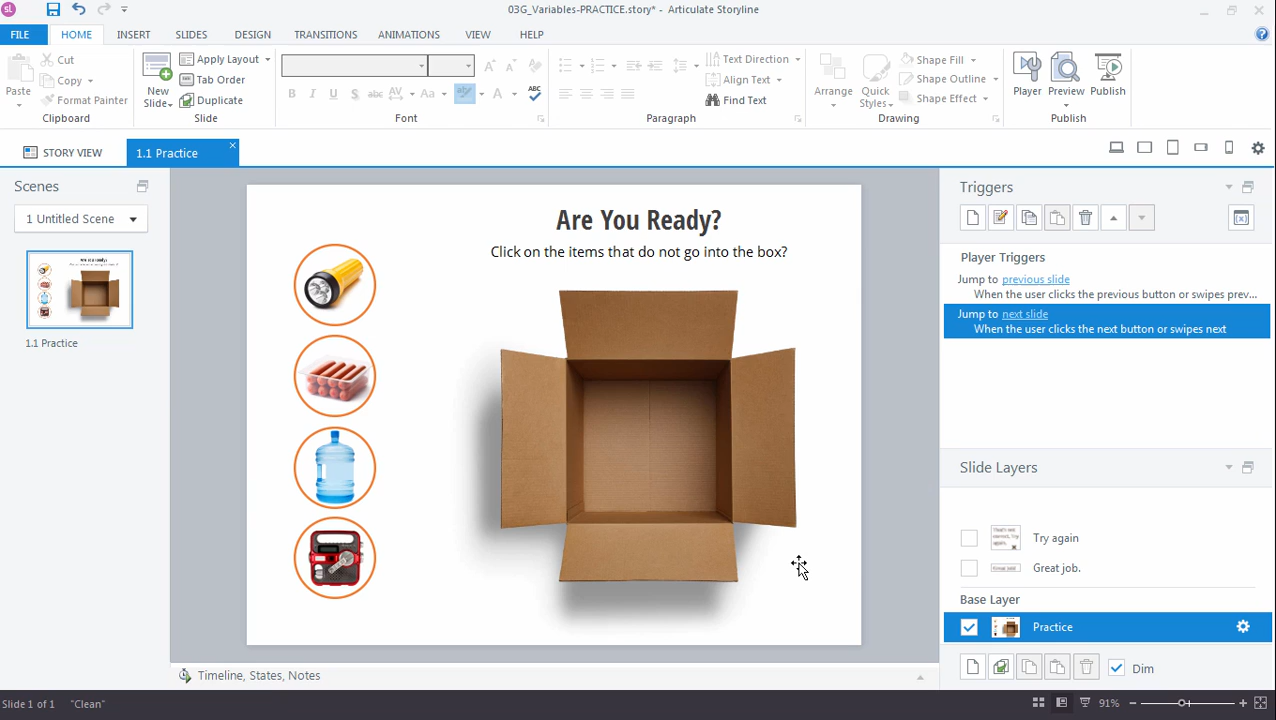 sl
03G_Variables-PRACTICE.story* - Articulate Storyline
FILE
HOME
INSERT
SLIDES
DESIGN
TRANSITIONS
ANIMATIONS
VIEW
HELP
Paste
Cut
Copy
Format Painter
Clipboard
New
Slide
Apply Layout
Tab Order
Duplicate
Slide
B I U S abc AV Aa A
ABC
Font
Text Direction
Align Text
Find Text
Paragraph
Arrange
Quick
Styles
Shape Fill
Shape Outline
Shape Effect
Drawing
Player
Preview
Publish
Publish
STORY VIEW
1.1 Practice
Scenes
1 Untitled Scene
1.1 Practice
Are You Ready?
Click on the items that do not go into the box?
Triggers
Player Triggers
Jump to previous slide
When the user clicks the previous button or swipes prev...
Jump to next slide
When the user clicks the next button or swipes next
Slide Layers
Try again
Great job.
Base Layer
Practice
Dim
Timeline, States, Notes
Slide 1 of 1
"Clean"
91%